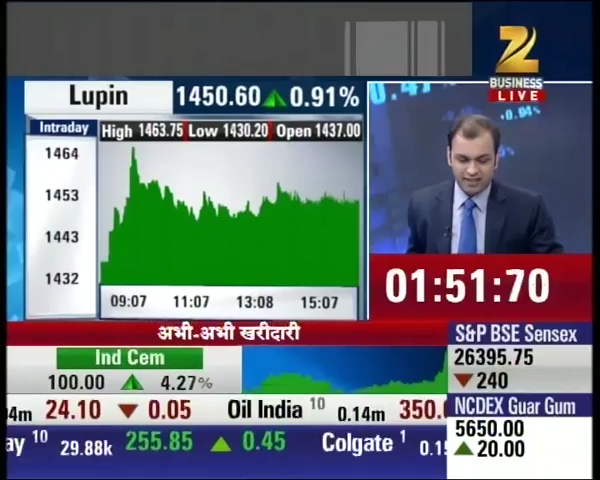 Z
BUSINESS
LIVE
Lupin 1450.60 0.91%
Intraday High 1463.75 Low 1430.20 Open 1437.00
1464
1453
1443
1432
09:07 11:07 13:08 15:07
01:51:70
अभी-अभी खरीदारी
Ind Cem
100.00 4.27%
S&P BSE Sensex
26395.75
240
4m 24.10 0.05 Oil India 10 0.14m 350.
NCDEX Guar Gum
5650.00
20.00
ay 10 29.88k 255.85 0.45 Colgate 1 0.1